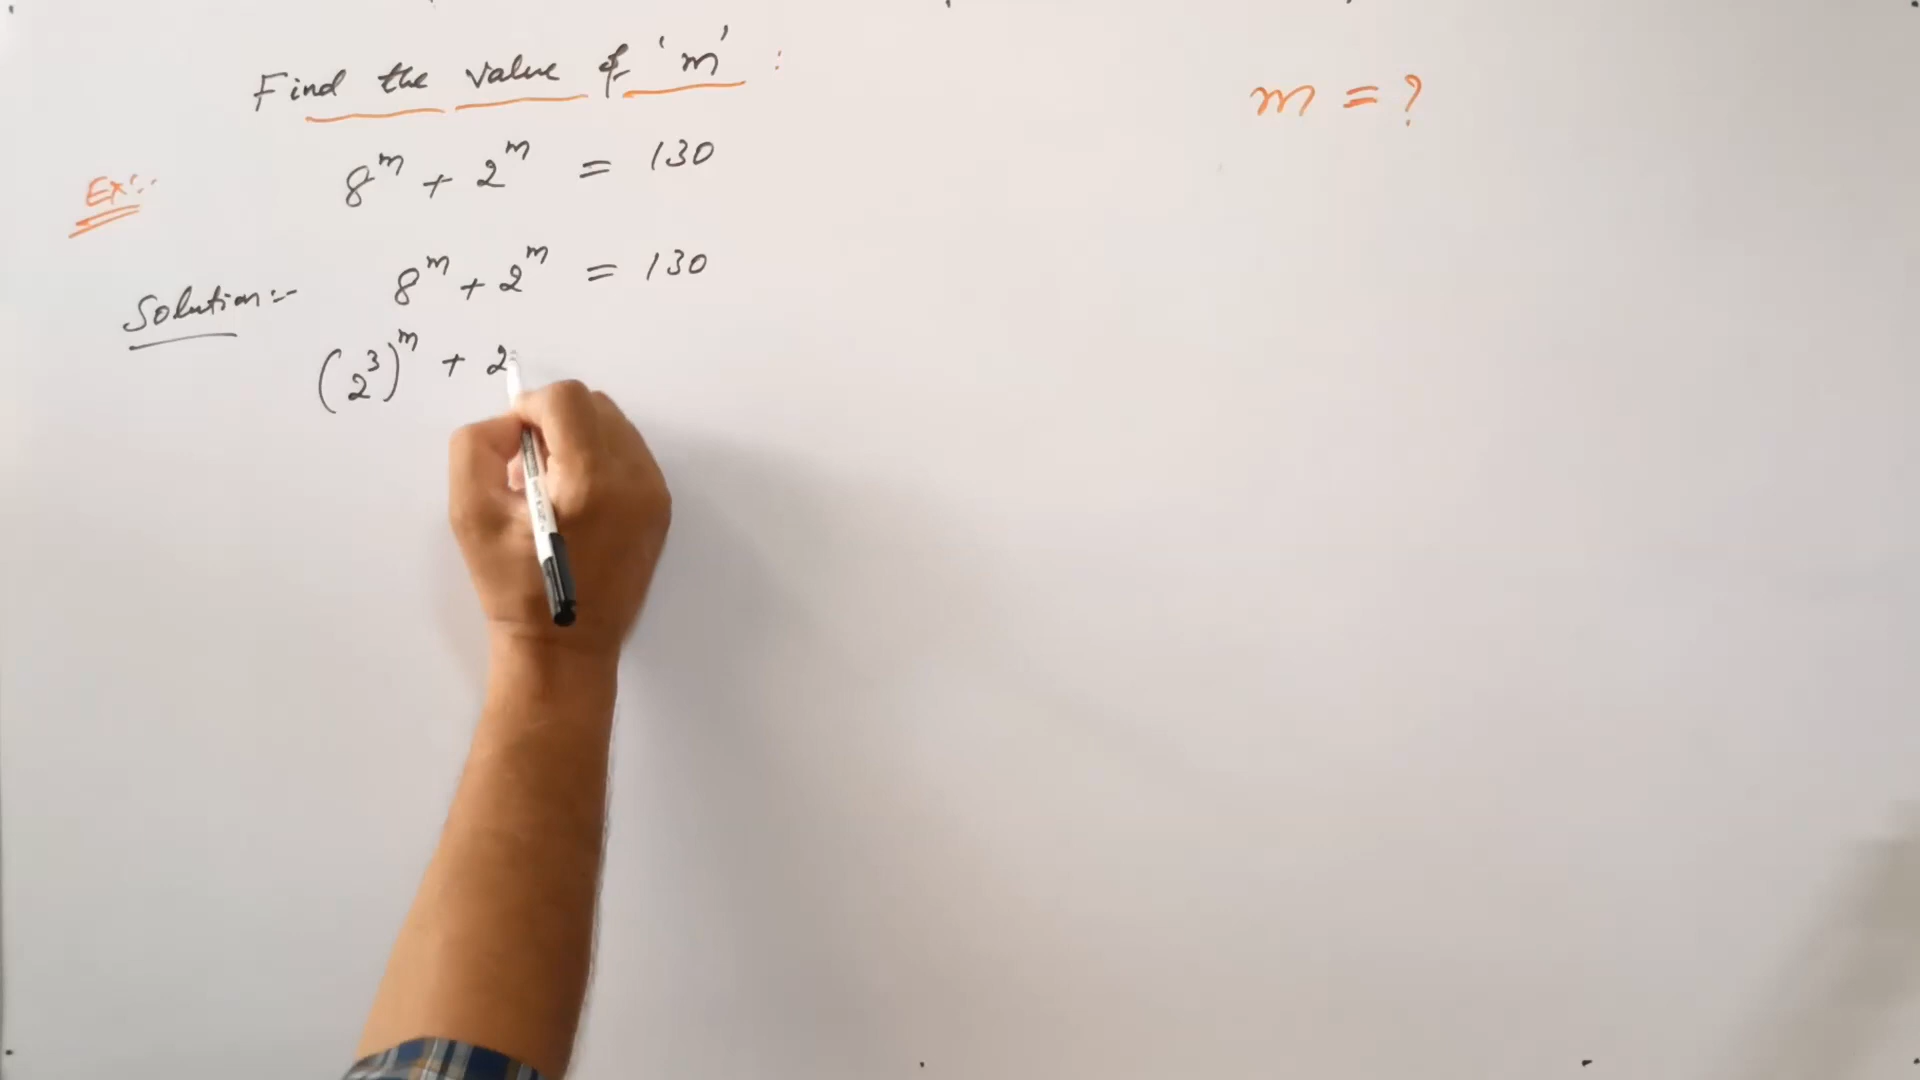 Find the value of 'm' :
m = ?
Ex:-
8^m + 2^m = 130
Solution:-
8^m + 2^m = 130
(2^3)^m + 2